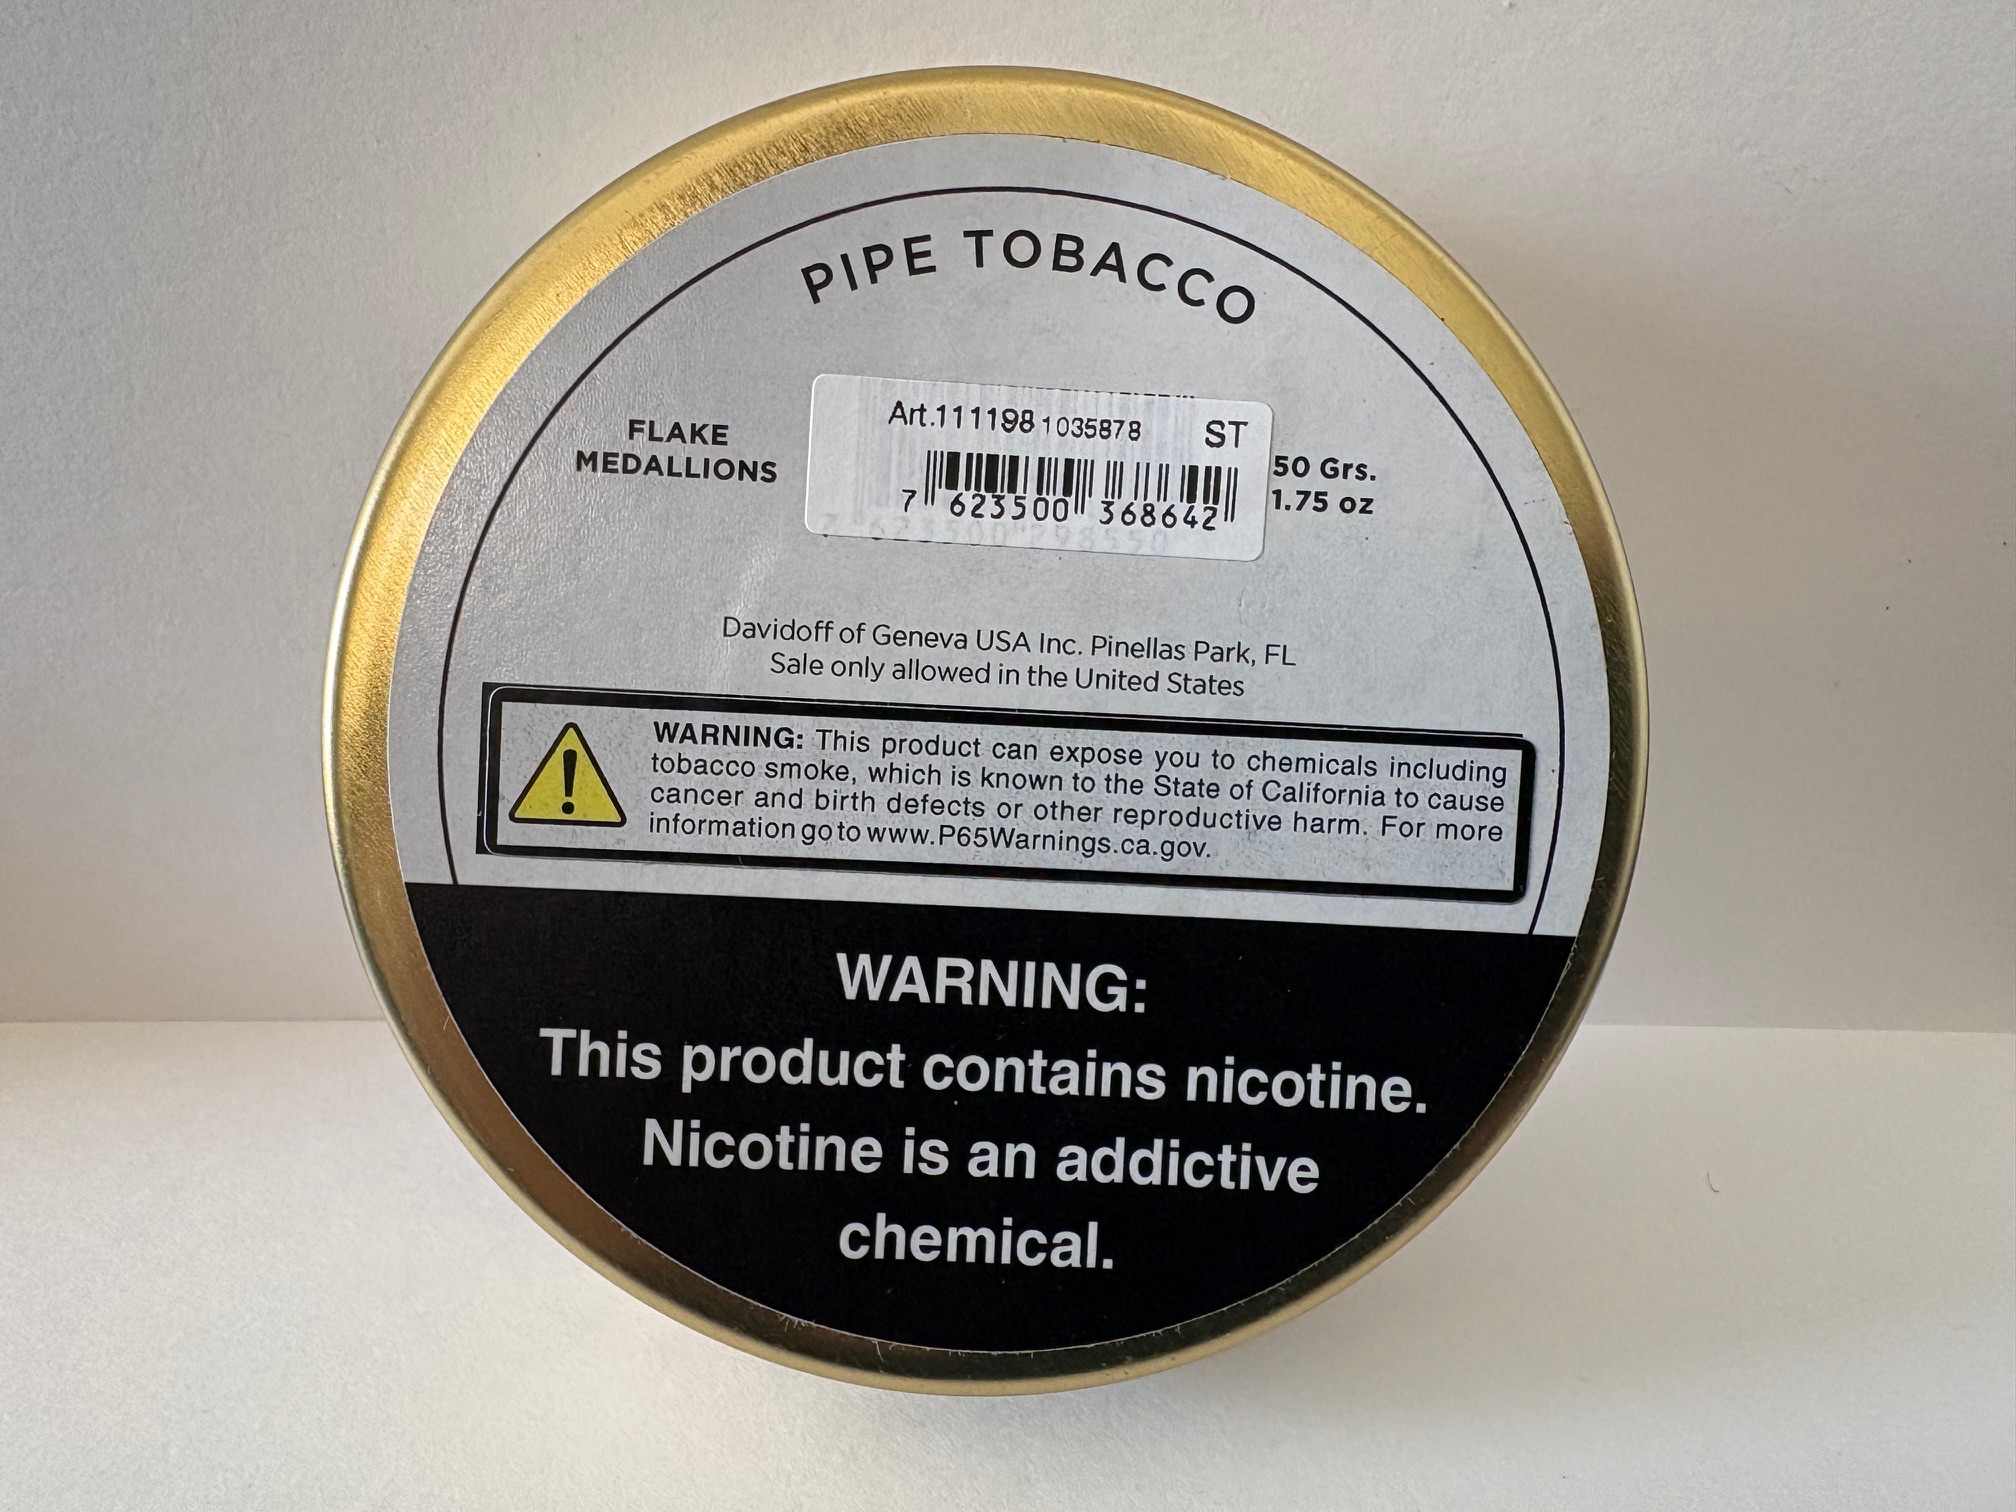 PIPE TOBACCO
FLAKE
MEDALLIONS
Art.111198 1035878 ST
7 623500 368642
50 Grs.
1.75 oz
Davidoff of Geneva USA Inc. Pinellas Park, FL
Sale only allowed in the United States
WARNING: This product can expose you to chemicals including
tobacco smoke, which is known to the State of California to cause
cancer and birth defects or other reproductive harm. For more
information go to www.P65Warnings.ca.gov.
WARNING:
This product contains nicotine.
Nicotine is an addictive
chemical.